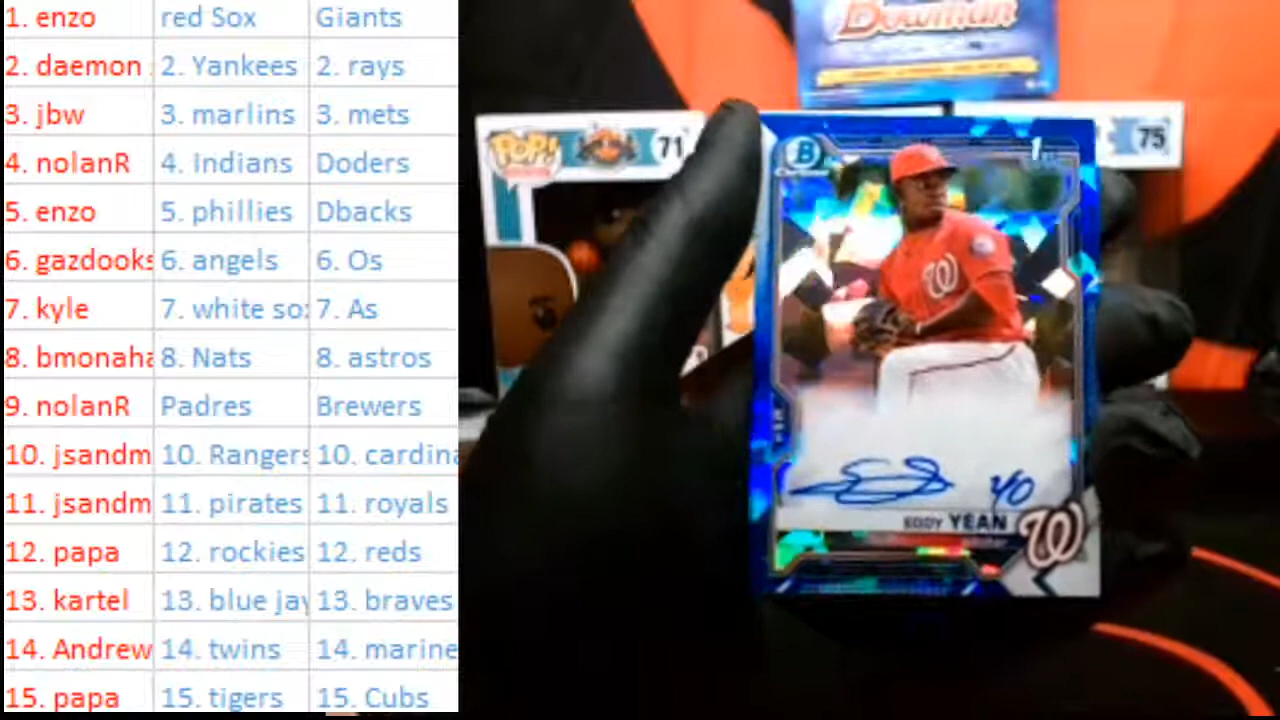 1. enzo red Sox Giants
2. daemon 2. Yankees 2. rays
3. jbw 3. marlins 3. mets
4. nolanR 4. Indians Doders
5. enzo 5. phillies Dbacks
6. gazdooks 6. angels 6. Os
7. kyle 7. white so 7. As
8. bmonaha 8. Nats 8. astros
9. nolanR Padres Brewers
10. jsandm 10. Rangers 10. cardina
11. jsandm 11. pirates 11. royals
12. papa 12. rockies 12. reds
13. kartel 13. blue jay 13. braves
14. Andrew 14. twins 14. marine
15. papa 15. tigers 15. Cubs
Bowman
POP! 71
75
B
Chrome
1st
W
40
EDDY YEAN
W